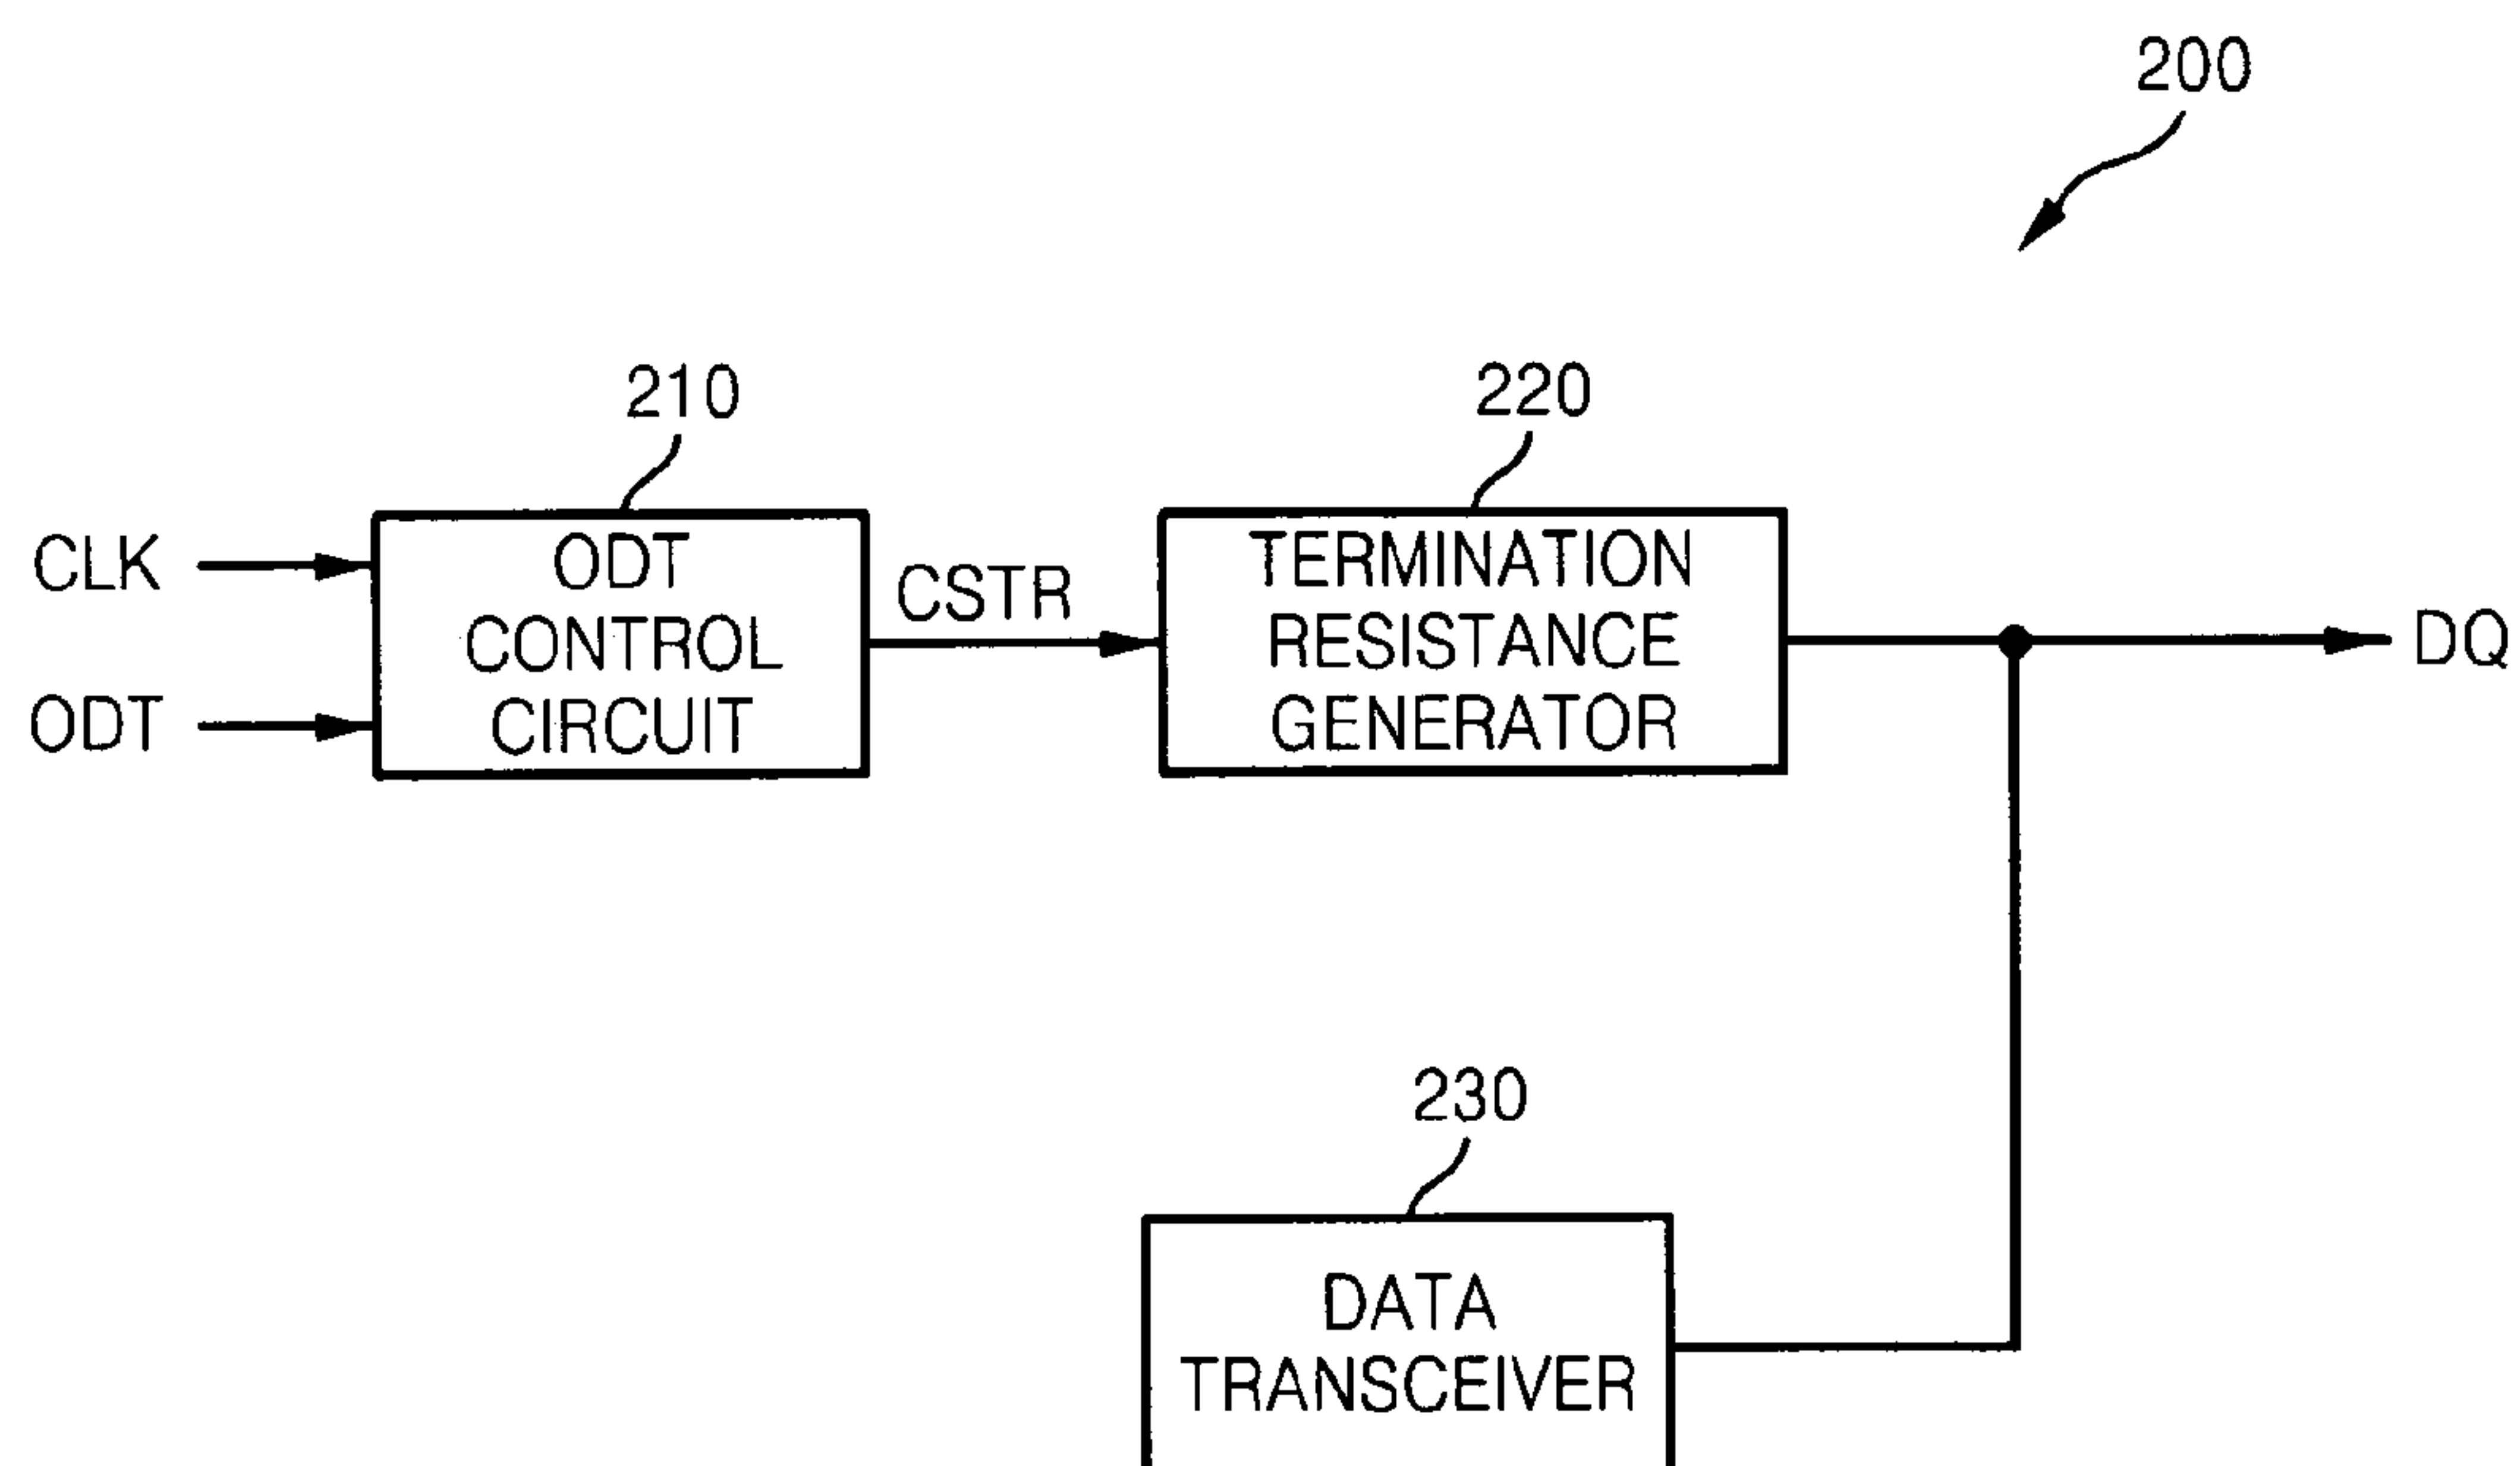 200
210
220
CLK
ODT
CONTROL
CIRCUIT
CSTR
TERMINATION
RESISTANCE
GENERATOR
DQ
ODT
230
DATA
TRANSCEIVER